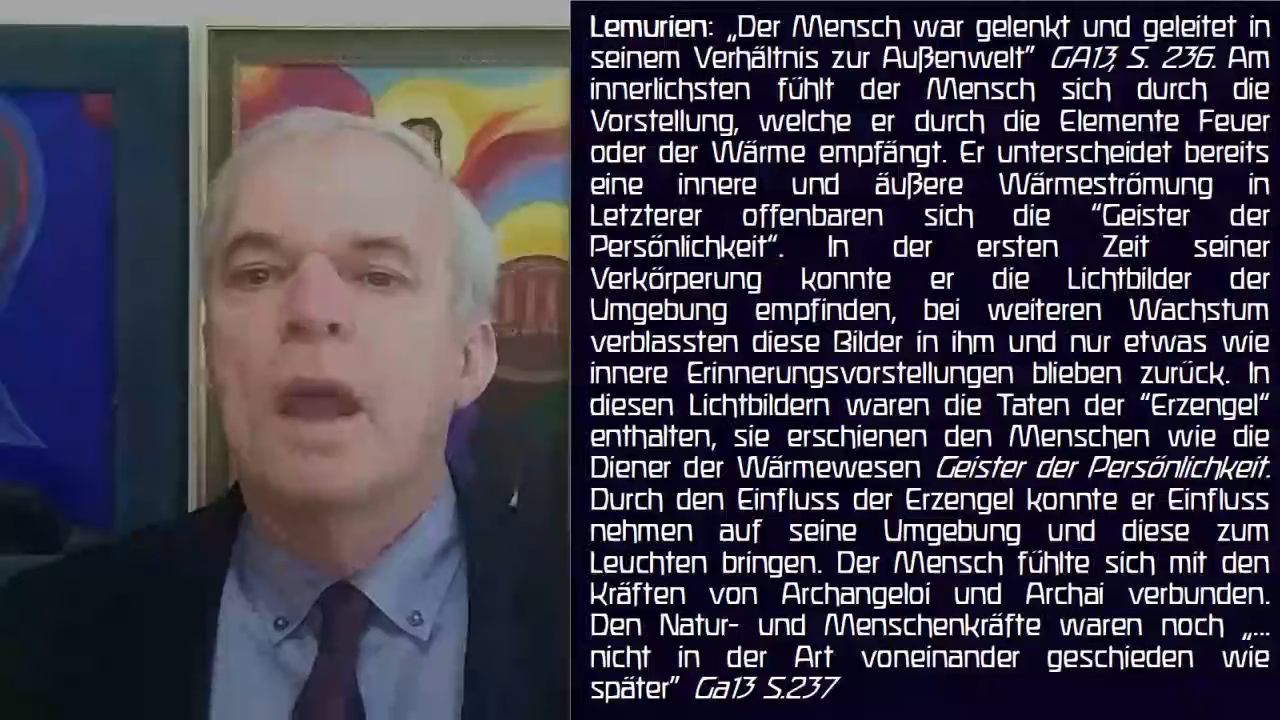 Lemurien: „Der Mensch war gelenkt und geleitet in
seinem Verhältnis zur Außenwelt” GA13, S. 236. Am
innerlichsten fühlt der Mensch sich durch die
Vorstellung, welche er durch die Elemente Feuer
oder der Wärme empfängt. Er unterscheidet bereits
eine innere und äußere Wärmeströmung in
Letzterer offenbaren sich die “Geister der
Persönlichkeit“. In der ersten Zeit seiner
Verkörperung konnte er die Lichtbilder der
Umgebung empfinden, bei weiteren Wachstum
verblassten diese Bilder in ihm und nur etwas wie
innere Erinnerungsvorstellungen blieben zurück. In
diesen Lichtbildern waren die Taten der “Erzengel“
enthalten, sie erschienen den Menschen wie die
Diener der Wärmewesen Geister der Persönlichkeit.
Durch den Einfluss der Erzengel konnte er Einfluss
nehmen auf seine Umgebung und diese zum
Leuchten bringen. Der Mensch fühlte sich mit den
Kräften von Archangeloi und Archai verbunden.
Den Natur- und Menschenkräfte waren noch „...
nicht in der Art voneinander geschieden wie
später” Ga13 S.237